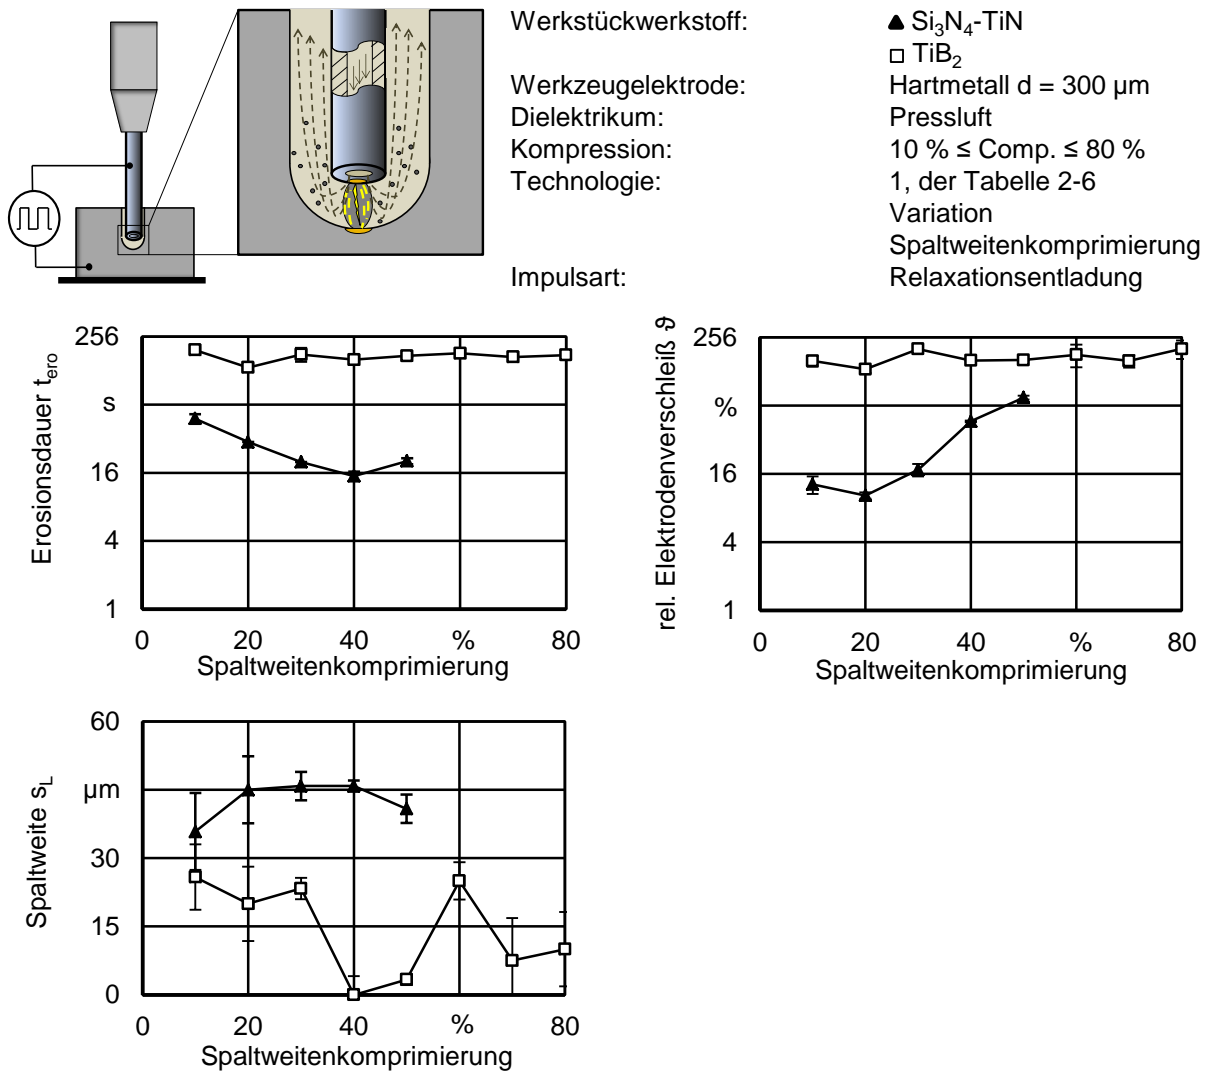 Werkstückwerkstoff: ▲ Si₃N₄-TiN
□ TiB₂
Werkzeugelektrode: Hartmetall d = 300 µm
Dielektrikum: Pressluft
Kompression: 10 % ≤ Comp. ≤ 80 %
Technologie: 1, der Tabelle 2-6
Variation
Spaltweitenkomprimierung
Impulsart: Relaxationsentladung
Erosionsdauer t_ero
256
s
16
4
1
0 20 40 % 80
Spaltweitenkomprimierung
rel. Elektrodenverschleiß ϑ
256
%
16
4
1
0 20 40 % 80
Spaltweitenkomprimierung
Spaltweite s_L
60
µm
30
15
0
0 20 40 % 80
Spaltweitenkomprimierung